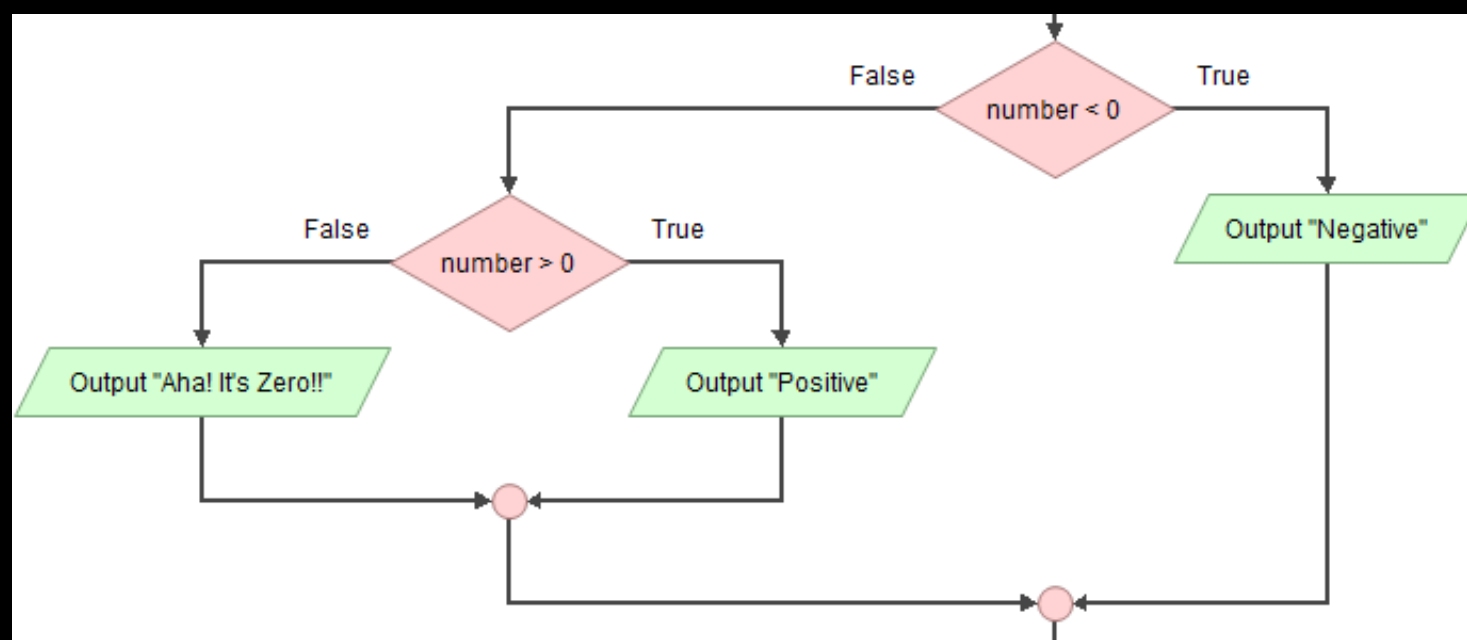 False
True
number < 0
False
True
Output "Negative"
number > 0
Output "Aha! It's Zero!!"
Output "Positive"